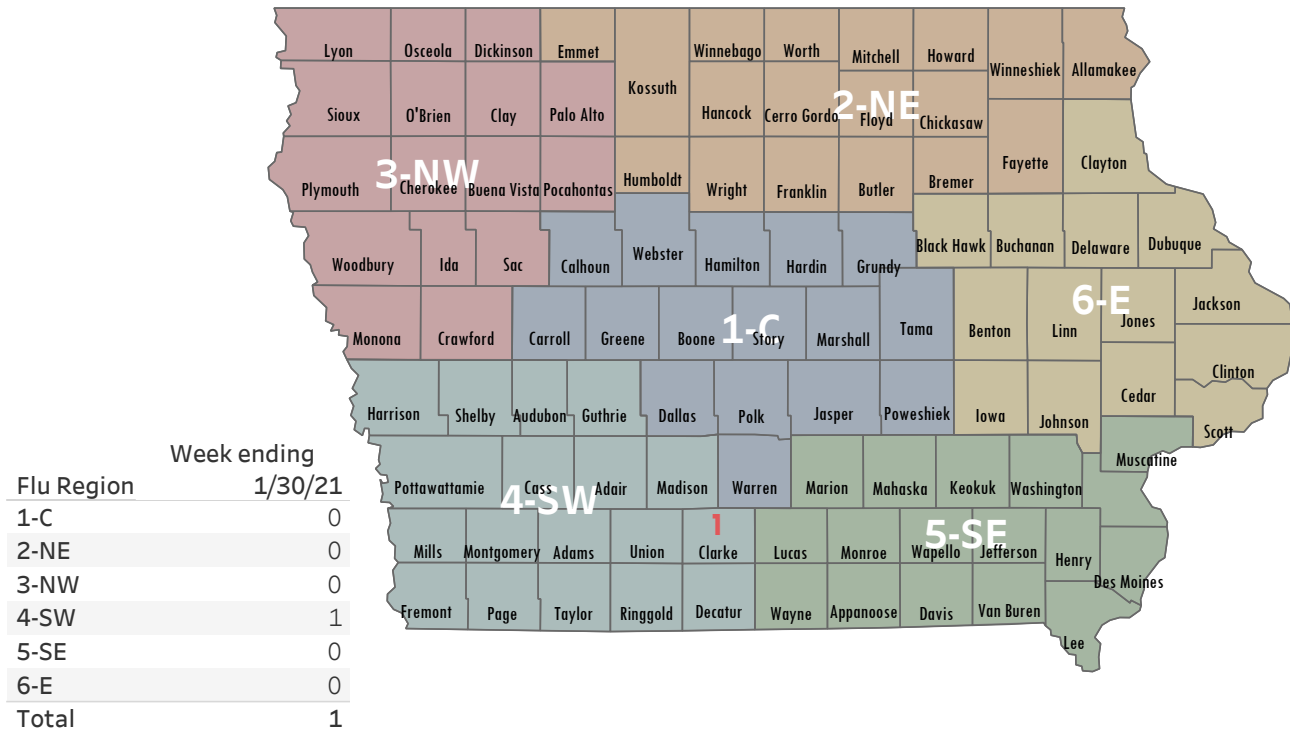 Lyon Osceola Dickinson Emmet Winnebago Worth Mitchell Howard Winneshiek Allamakee
Kossuth
Sioux O'Brien Clay Palo Alto Hancock Cerro Gordo 2-NE Floyd Chickasaw
Fayette Clayton
3-NW
Plymouth Cherokee Buena Vista Pocahontas Humboldt Wright Franklin Butler Bremer
Woodbury Ida Sac Calhoun Webster Hamilton Hardin Grundy Black Hawk Buchanan Delaware Dubuque
6-E
Jackson
Monona Crawford Carroll Greene Boone 1-C Story Marshall Tama Benton Linn Jones
Clinton
Harrison Shelby Audubon Guthrie Dallas Polk Jasper Poweshiek Iowa Johnson Cedar
Scott
Muscatine
Pottawattamie Cass Adair Madison Warren Marion Mahaska Keokuk Washington
4-SW
1
5-SE
Mills Montgomery Adams Union Clarke Lucas Monroe Wapello Jefferson Henry
Des Moines
Fremont Page Taylor Ringgold Decatur Wayne Appanoose Davis Van Buren
Lee
Week ending
Flu Region 1/30/21
1-C 0
2-NE 0
3-NW 0
4-SW 1
5-SE 0
6-E 0
Total 1